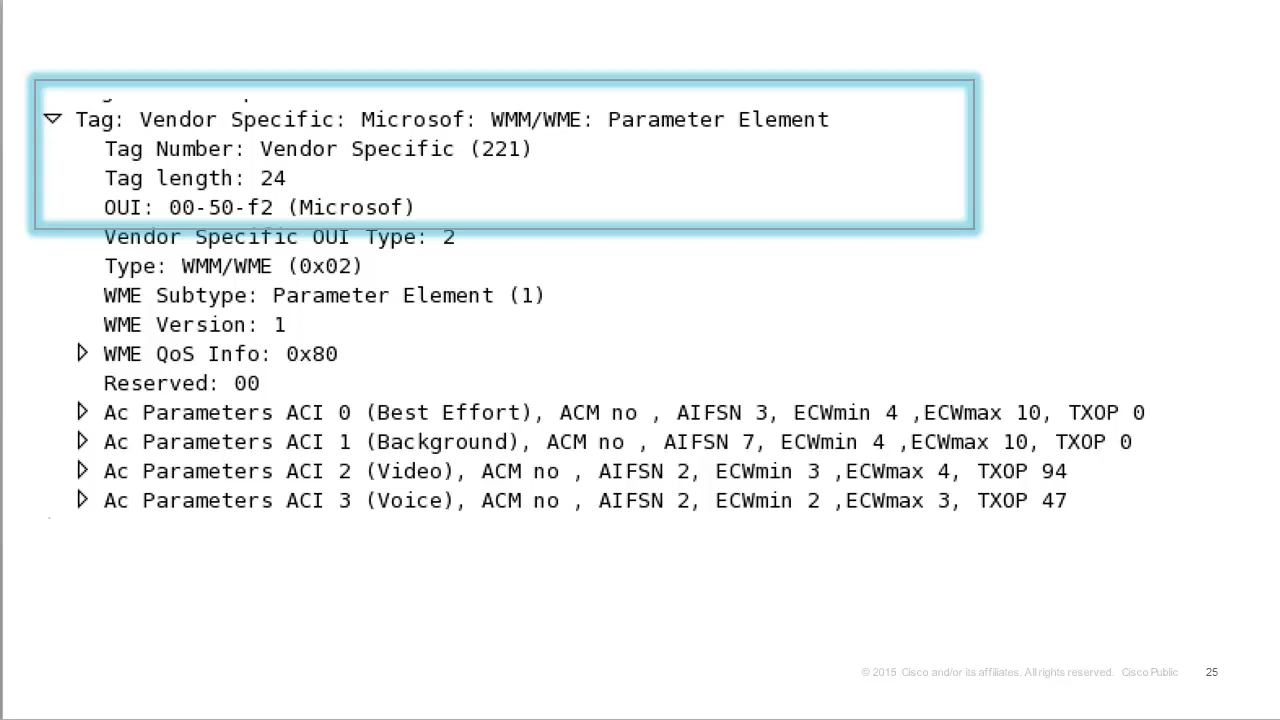 Tag: Vendor Specific: Microsof: WMM/WME: Parameter Element
Tag Number: Vendor Specific (221)
Tag length: 24
OUI: 00-50-f2 (Microsof)
Vendor Specific OUI Type: 2
Type: WMM/WME (0x02)
WME Subtype: Parameter Element (1)
WME Version: 1
WME QoS Info: 0x80
Reserved: 00
Ac Parameters ACI 0 (Best Effort), ACM no , AIFSN 3, ECWmin 4 ,ECWmax 10, TXOP 0
Ac Parameters ACI 1 (Background), ACM no , AIFSN 7, ECWmin 4 ,ECWmax 10, TXOP 0
Ac Parameters ACI 2 (Video), ACM no , AIFSN 2, ECWmin 3 ,ECWmax 4, TXOP 94
Ac Parameters ACI 3 (Voice), ACM no , AIFSN 2, ECWmin 2 ,ECWmax 3, TXOP 47
© 2015 Cisco and/or its affiliates. All rights reserved. Cisco Public 25